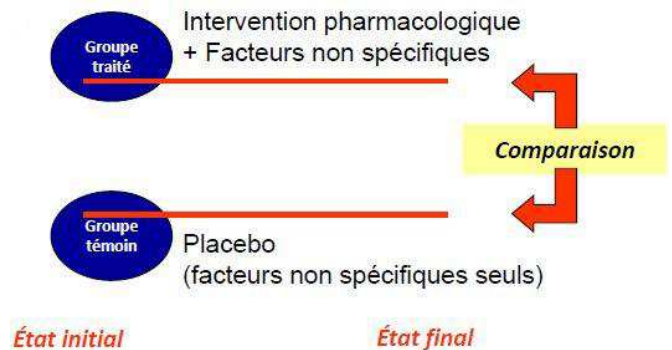 Groupe
traité
Intervention pharmacologique
+ Facteurs non spécifiques
Comparaison
Groupe
témoin
Placebo
(facteurs non spécifiques seuls)
État initial
État final